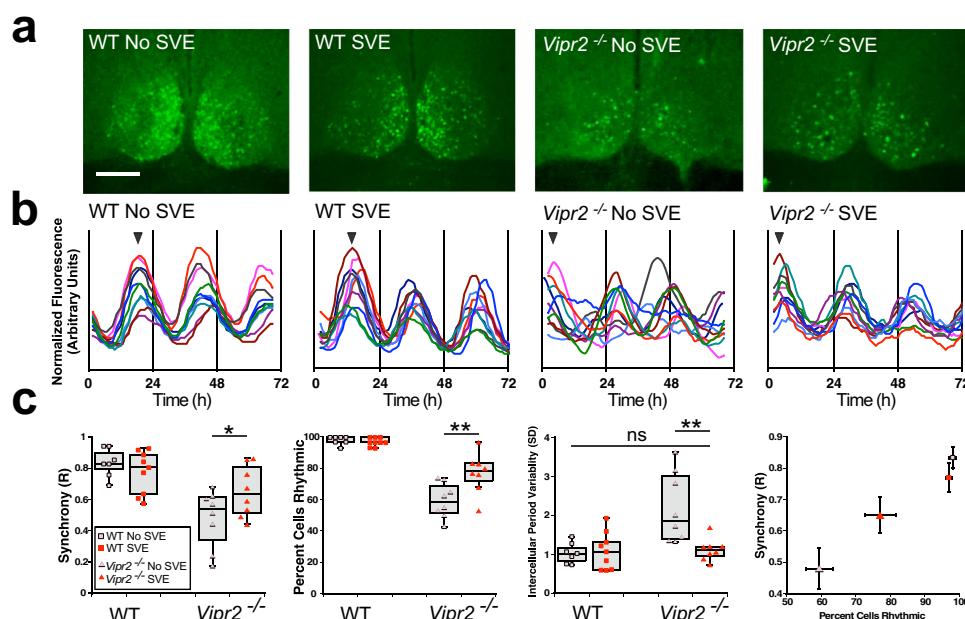 a
WT No SVE
WT SVE
Vipr2 -/- No SVE
Vipr2 -/- SVE
b
WT No SVE
WT SVE
Vipr2 -/- No SVE
Vipr2 -/- SVE
Normalized Fluorescence
(Arbitrary Units)
0 24 48 72
0 24 48 72
0 24 48 72
0 24 48 72
Time (h)
Time (h)
Time (h)
Time (h)
c
Synchrony (R)
1
0.8
0.6
0.4
0.2
0
*
WT No SVE
WT SVE
Vipr2 -/- No SVE
Vipr2 -/- SVE
WT Vipr2 -/-
Percent Cells Rhythmic
100
80
60
40
20
0
**
WT Vipr2 -/-
Intercellular Period Variablity (SD)
4
3
2
1
0
ns
**
WT Vipr2 -/-
Synchrony (R)
0.9
0.8
0.7
0.6
0.5
0.4
50 60 70 80 90 100
Percent Cells Rhythmic